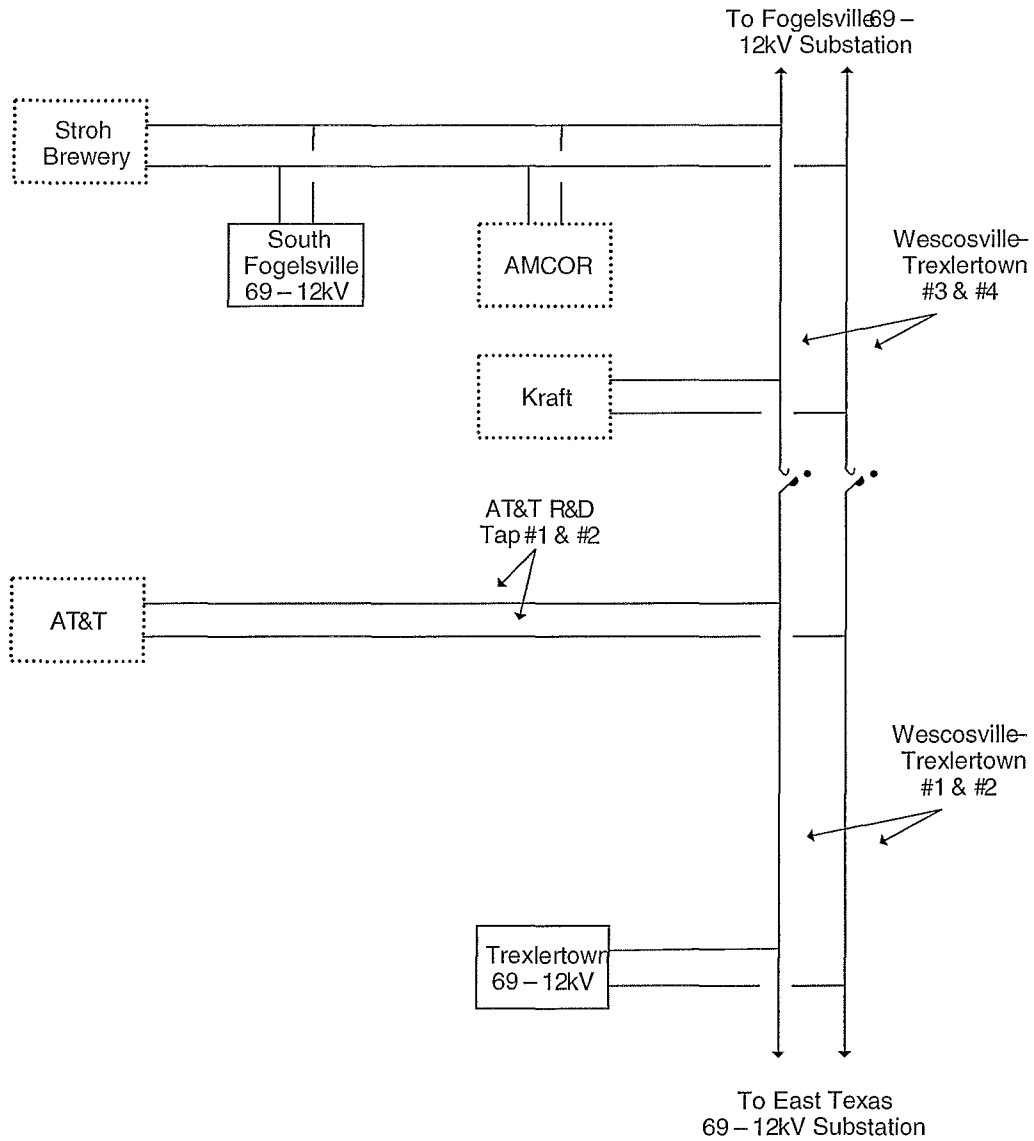 To Fogelsville 69 –
12kV Substation
Stroh
Brewery
South
Fogelsville
69 – 12kV
AMCOR
Wescosville–
Trexlertown
#3 & #4
Kraft
AT&T R&D
Tap #1 & #2
AT&T
Wescosville–
Trexlertown
#1 & #2
Trexlertown
69 – 12kV
To East Texas
69 – 12kV Substation